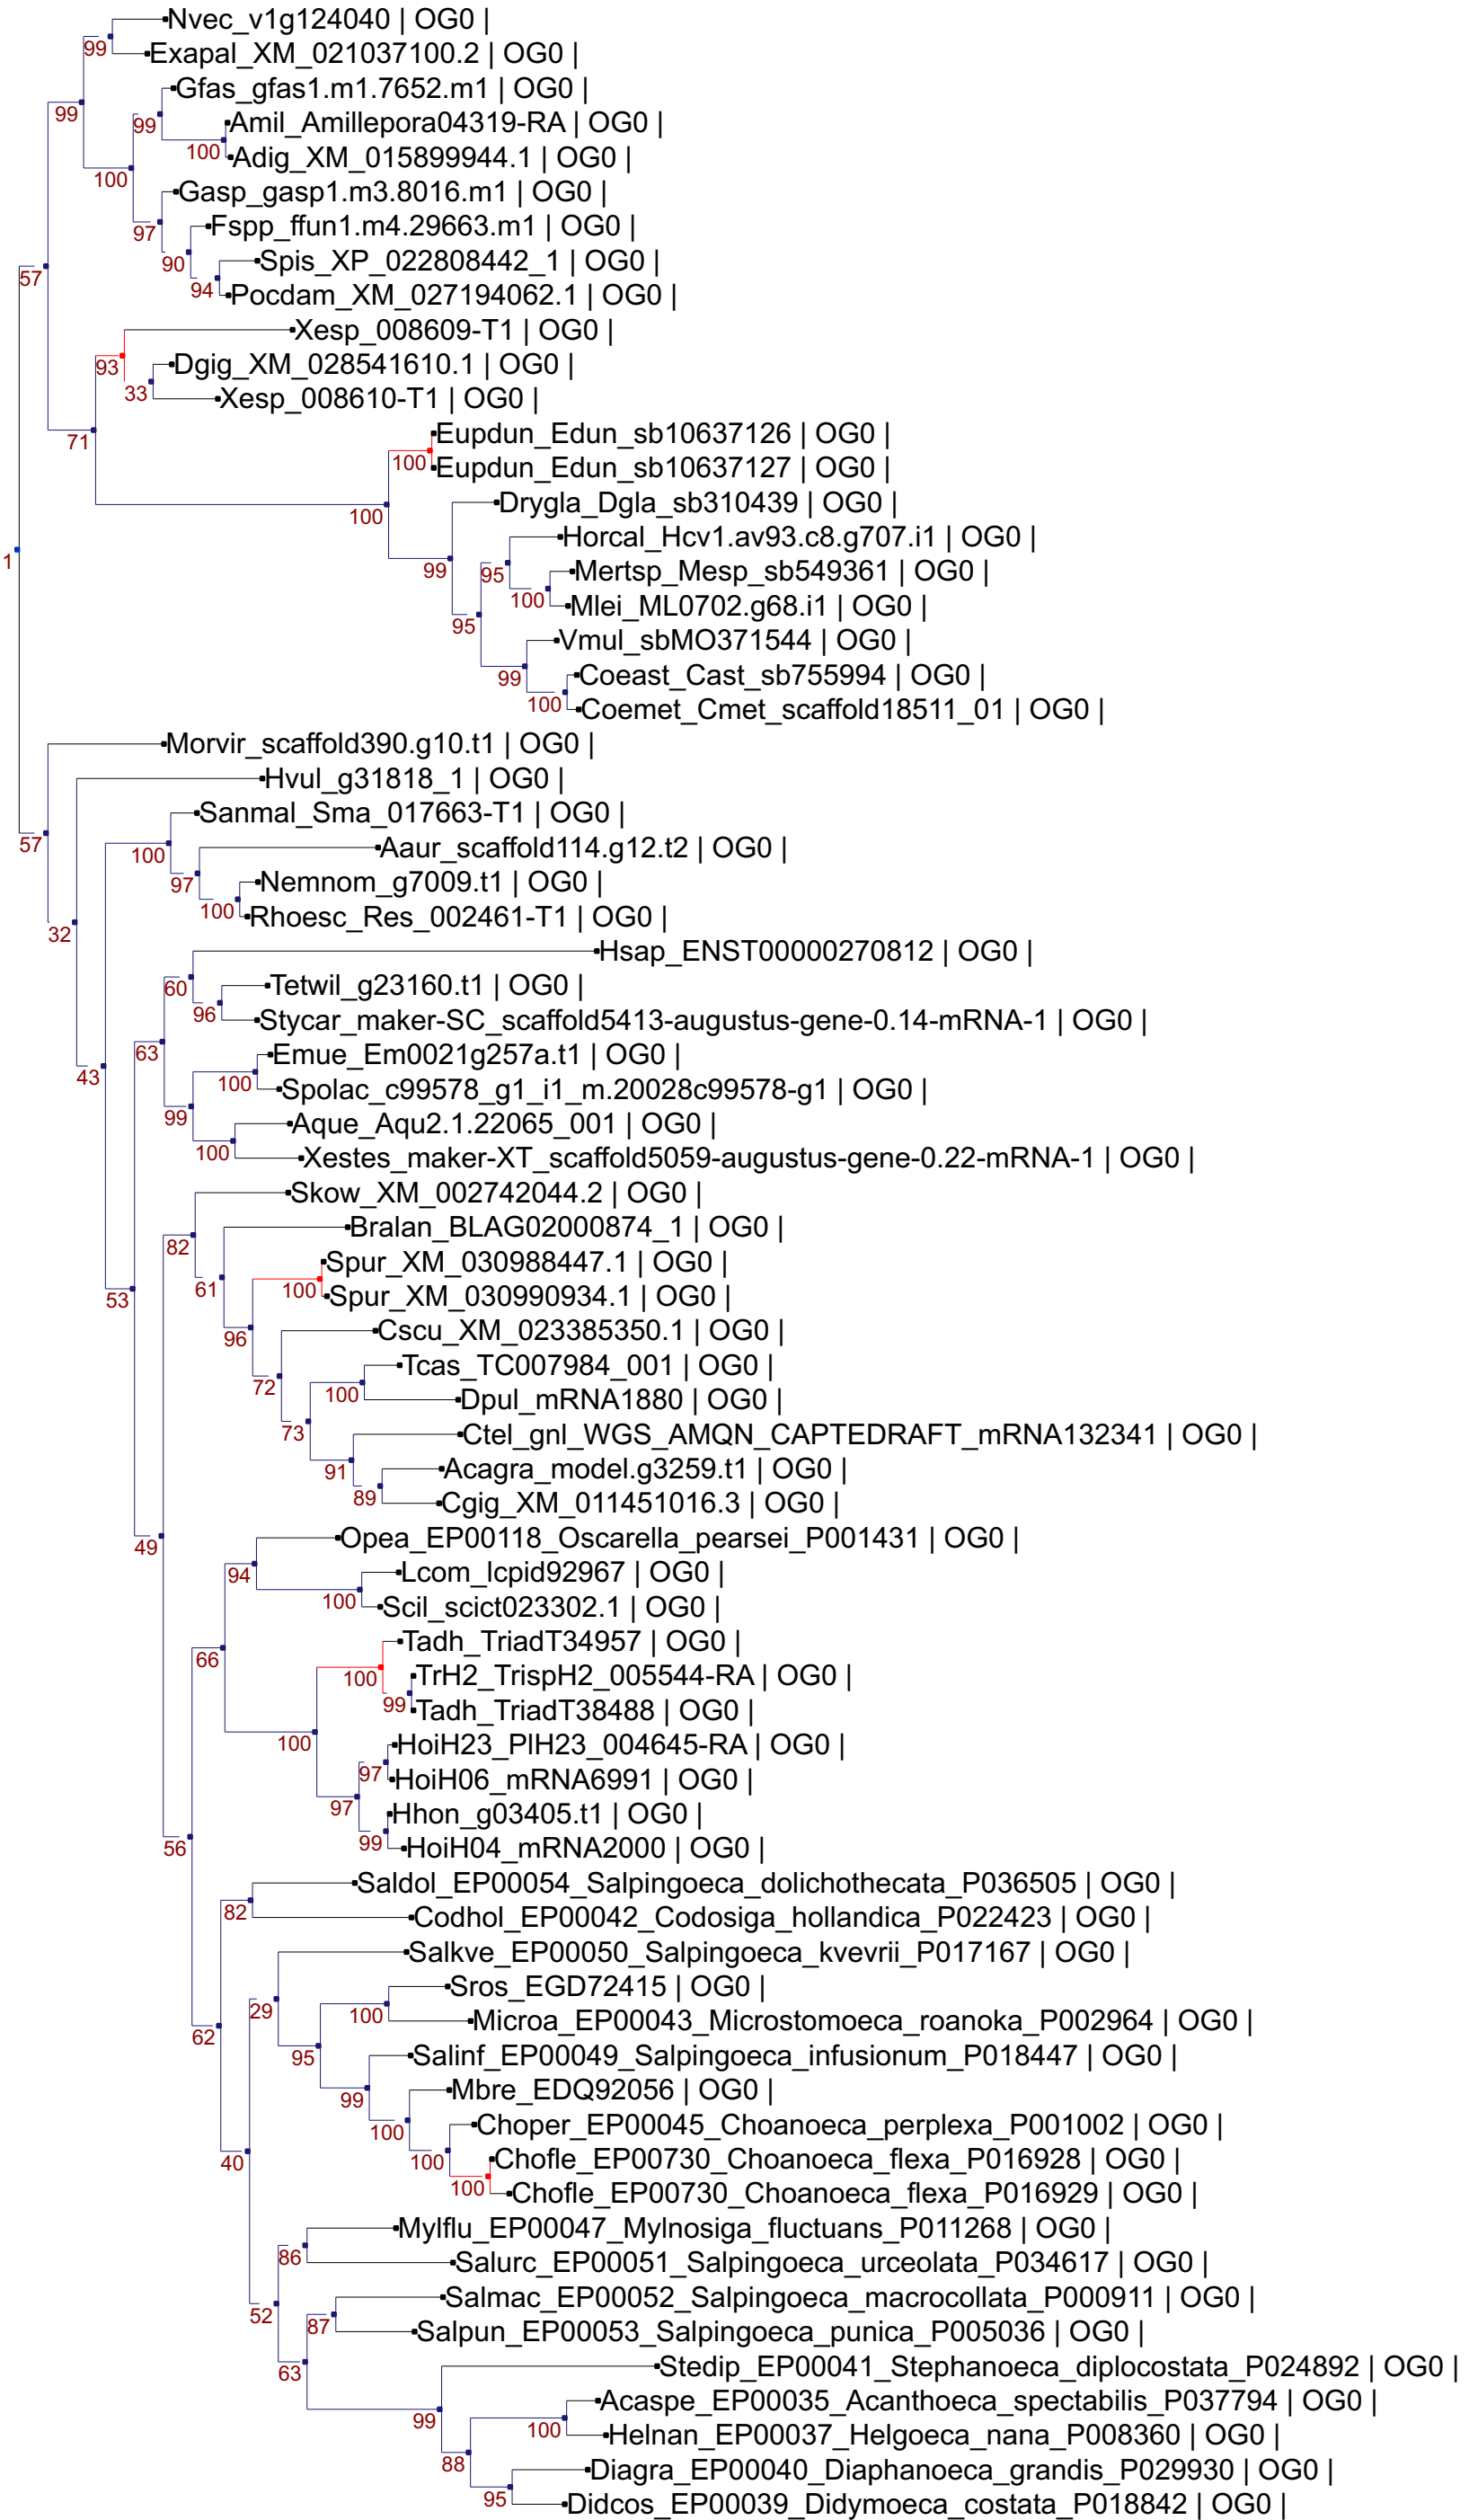 Nvec_v1g124040 | OG0 |
99
Exapal_XM_021037100.2 | OG0 |
Gfas_gfas1.m1.7652.m1 | OG0 |
99
99
Amil_Amillepora04319-RA | OG0 |
100
Adig_XM_015899944.1 | OG0 |
100
Gasp_gasp1.m3.8016.m1 | OG0 |
97
Fspp_ffun1.m4.29663.m1 | OG0 |
90
Spis_XP_022808442_1 | OG0 |
57
94
Pocdam_XM_027194062.1 | OG0 |
Xesp_008609-T1 | OG0 |
93
Dgig_XM_028541610.1 | OG0 |
33
Xesp_008610-T1 | OG0 |
71
Eupdun_Edun_sb10637126 | OG0 |
100
Eupdun_Edun_sb10637127 | OG0 |
Drygla_Dgla_sb310439 | OG0 |
100
Horcal_Hcv1.av93.c8.g707.i1 | OG0 |
1
99
95
Mertsp_Mesp_sb549361 | OG0 |
100
Mlei_ML0702.g68.i1 | OG0 |
95
Vmul_sbMO371544 | OG0 |
99
Coeast_Cast_sb755994 | OG0 |
100
Coemet_Cmet_scaffold18511_01 | OG0 |
Morvir_scaffold390.g10.t1 | OG0 |
Hvul_g31818_1 | OG0 |
Sanmal_Sma_017663-T1 | OG0 |
57
100
Aaur_scaffold114.g12.t2 | OG0 |
97
Nemnom_g7009.t1 | OG0 |
100
Rhoesc_Res_002461-T1 | OG0 |
32
Hsap_ENST00000270812 | OG0 |
60
Tetwil_g23160.t1 | OG0 |
96
Stycar_maker-SC_scaffold5413-augustus-gene-0.14-mRNA-1 | OG0 |
63
Emue_Em0021g257a.t1 | OG0 |
43
100
Spolac_c99578_g1_i1_m.20028c99578-g1 | OG0 |
99
Aque_Aqu2.1.22065_001 | OG0 |
100
Xestes_maker-XT_scaffold5059-augustus-gene-0.22-mRNA-1 | OG0 |
Skow_XM_002742044.2 | OG0 |
Bralan_BLAG02000874_1 | OG0 |
82
Spur_XM_030988447.1 | OG0 |
61
100
Spur_XM_030990934.1 | OG0 |
53
Cscu_XM_023385350.1 | OG0 |
96
Tcas_TC007984_001 | OG0 |
72
100
Dpul_mRNA1880 | OG0 |
73
Ctel_gnl_WGS_AMQN_CAPTEDRAFT_mRNA132341 | OG0 |
91
Acagra_model.g3259.t1 | OG0 |
89
Cgig_XM_011451016.3 | OG0 |
Opea_EP00118_Oscarella_pearsei_P001431 | OG0 |
49
94
Lcom_lcpid92967 | OG0 |
100
Scil_scict023302.1 | OG0 |
Tadh_TriadT34957 | OG0 |
66
100
TrH2_TrispH2_005544-RA | OG0 |
99
Tadh_TriadT38488 | OG0 |
100
HoiH23_PlH23_004645-RA | OG0 |
97
HoiH06_mRNA6991 | OG0 |
97
Hhon_g03405.t1 | OG0 |
99
HoiH04_mRNA2000 | OG0 |
56
Saldol_EP00054_Salpingoeca_dolichothecata_P036505 | OG0 |
82
Codhol_EP00042_Codosiga_hollandica_P022423 | OG0 |
Salkve_EP00050_Salpingoeca_kvevrii_P017167 | OG0 |
Sros_EGD72415 | OG0 |
29
100
Microa_EP00043_Microstomoeca_roanoka_P002964 | OG0 |
62
95
Salinf_EP00049_Salpingoeca_infusionum_P018447 | OG0 |
Mbre_EDQ92056 | OG0 |
99
Choper_EP00045_Choanoeca_perplexa_P001002 | OG0 |
100
Chofle_EP00730_Choanoeca_flexa_P016928 | OG0 |
40
100
100
Chofle_EP00730_Choanoeca_flexa_P016929 | OG0 |
Mylflu_EP00047_Mylnosiga_fluctuans_P011268 | OG0 |
86
Salurc_EP00051_Salpingoeca_urceolata_P034617 | OG0 |
Salmac_EP00052_Salpingoeca_macrocollata_P000911 | OG0 |
52
87
Salpun_EP00053_Salpingoeca_punica_P005036 | OG0 |
63
Stedip_EP00041_Stephanoeca_diplocostata_P024892 | OG0 |
Acaspe_EP00035_Acanthoeca_spectabilis_P037794 | OG0 |
99
100
Helnan_EP00037_Helgoeca_nana_P008360 | OG0 |
88
Diagra_EP00040_Diaphanoeca_grandis_P029930 | OG0 |
95
Didcos_EP00039_Didymoeca_costata_P018842 | OG0 |